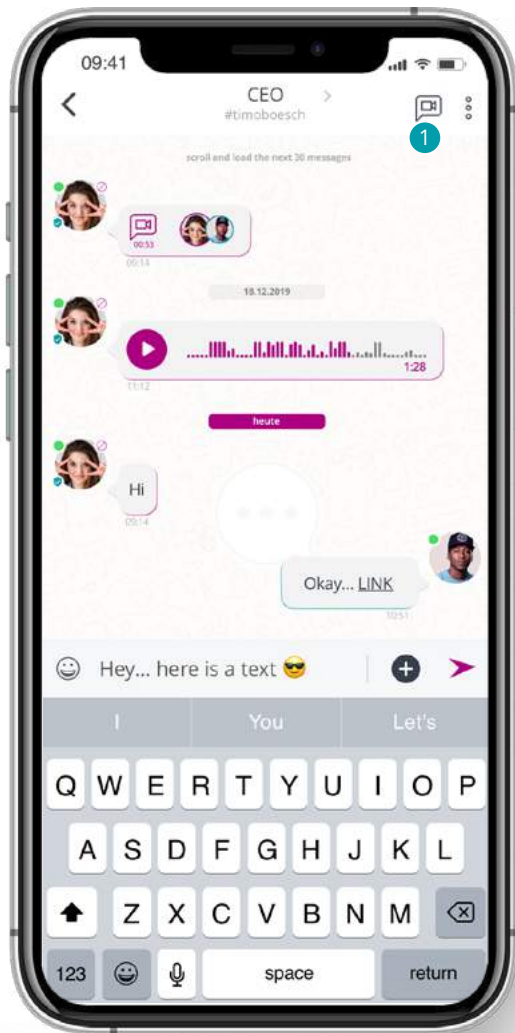 09:41
CEO
#timoboesch
1
scroll and load the next 30 messages
00:53
09:14
18.12.2019
1:28
11:12
heute
Hi
09:14
Okay... LINK
10:51
Hey... here is a text 😎
I You Let's
Q W E R T Y U I O P
A S D F G H J K L
Z X C V B N M
123 space return